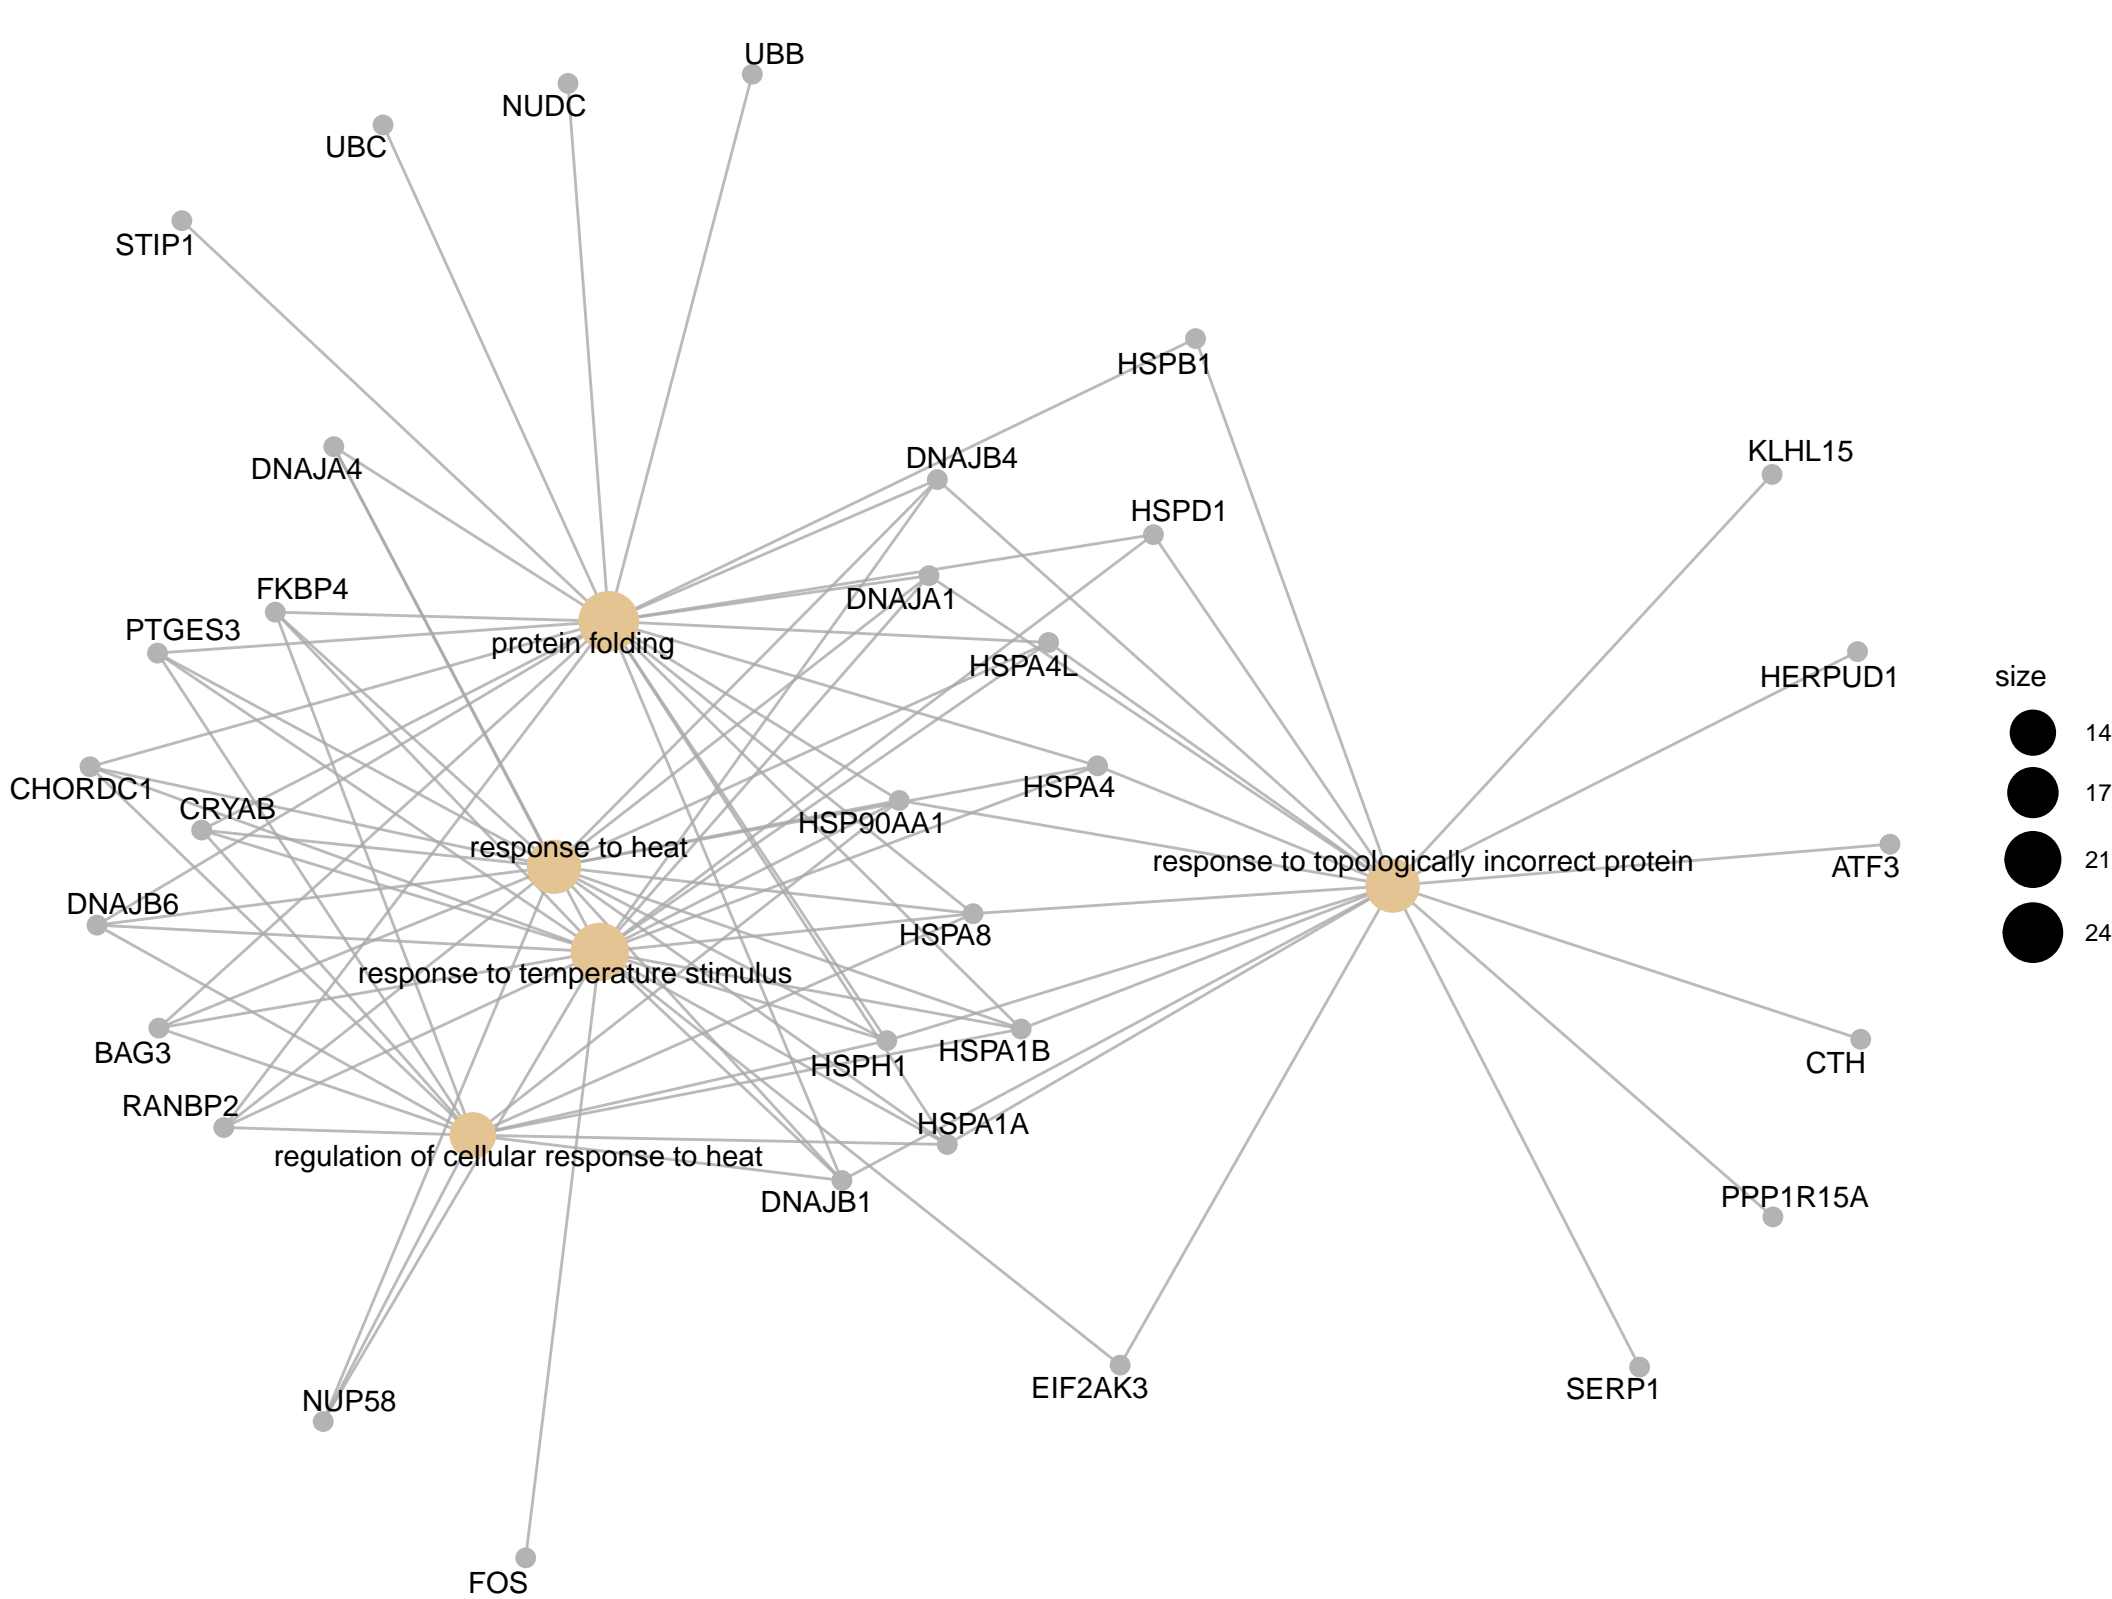 UBB
NUDC
UBC
STIP1
HSPB1
KLHL15
DNAJB4
DNAJA4
HSPD1
FKBP4
DNAJA1
PTGES3
protein folding
HSPA4L
HERPUD1
size
14
CHORDC1
HSPA4
17
CRYAB
HSP90AA1
response to heat
response to topologically incorrect protein
21
ATF3
DNAJB6
HSPA8
24
response to temperature stimulus
BAG3
HSPH1
HSPA1B
CTH
RANBP2
HSPA1A
regulation of cellular response to heat
DNAJB1
PPP1R15A
EIF2AK3
SERP1
NUP58
FOS